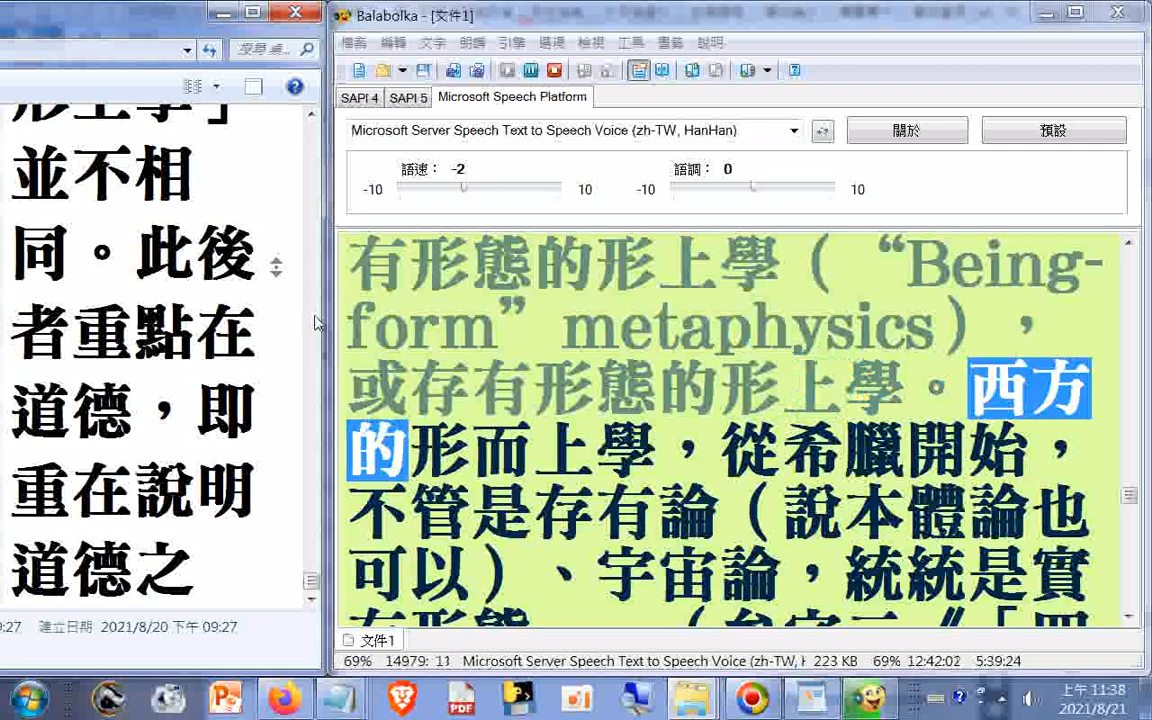 搜尋 桌...
形上學」
並不相
同。此後
者重點在
道德，即
重在說明
道德之
09:27 建立日期 2021/8/20 下午 09:27
Balabolka - [文件1]
檔案 編輯 文字 朗讀 引擎 選項 檢視 工具 書籤 說明
SAPI 4 SAPI 5 Microsoft Speech Platform
Microsoft Server Speech Text to Speech Voice (zh-TW, HanHan) 關於 預設
語速： -2 語調： 0
-10 10 -10 10
有形態的形上學（“Being-
form”metaphysics），
或存有形態的形上學。西方
的形而上學，從希臘開始，
不管是存有論（說本體論也
可以）、宇宙論，統統是實
文件1
69% 14979: 11 Microsoft Server Speech Text to Speech Voice (zh-TW, H 223 KB 69% 12:42:02 5:39:24
PDF
上午 11:38
2021/8/21